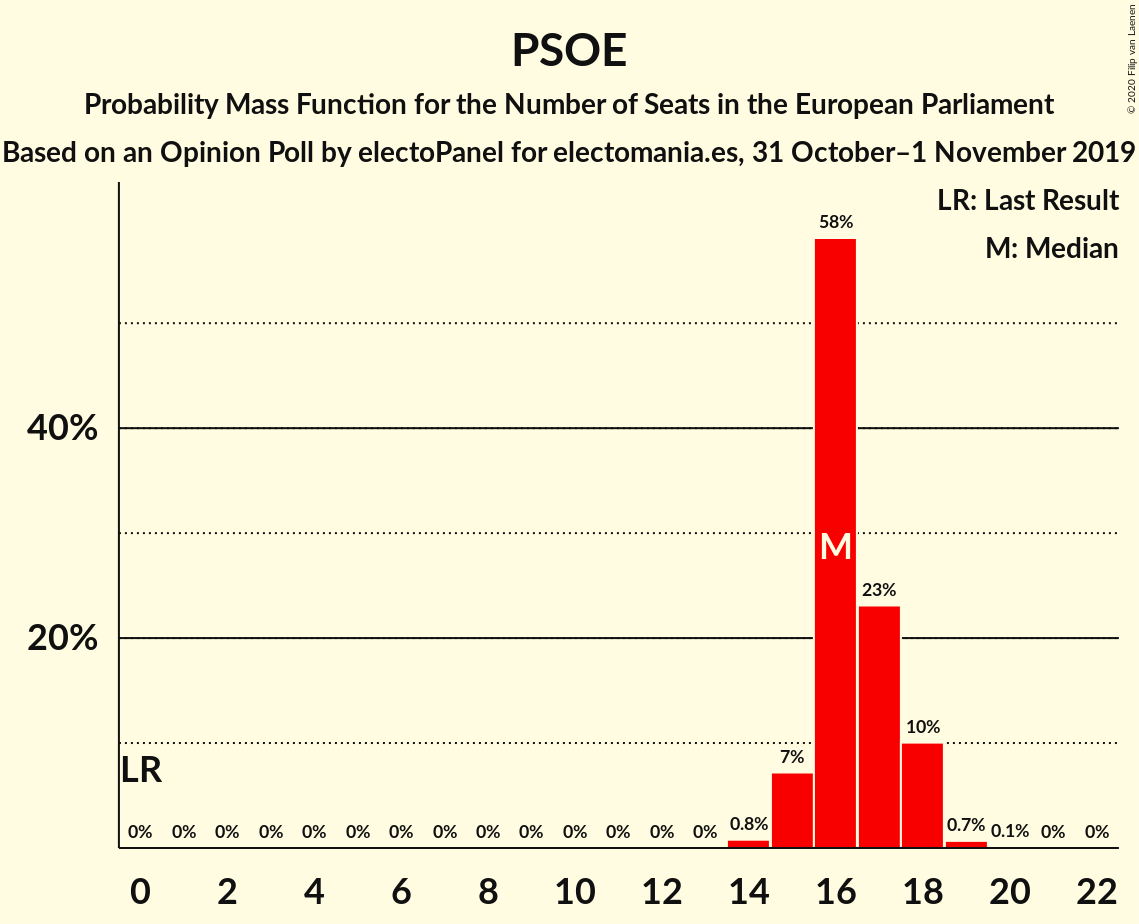 PSOE
Probability Mass Function for the Number of Seats in the European Parliament
Based on an Opinion Poll by electoPanel for electomania.es, 31 October–1 November 2019
© 2020 Filip van Laenen
LR: Last Result
M: Median
58%
40%
M
23%
20%
10%
7%
LR
0% 0% 0% 0% 0% 0% 0% 0% 0% 0% 0% 0% 0% 0% 0.8% 0.7% 0.1% 0% 0%
0 2 4 6 8 10 12 14 16 18 20 22